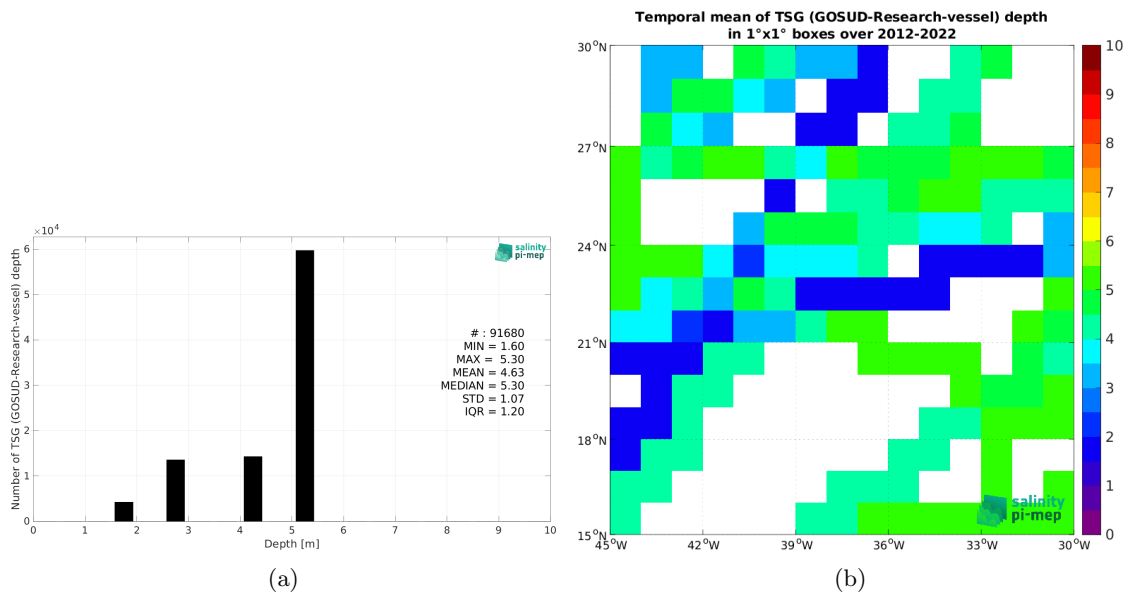 ×10⁴
6
5
4
3
2
1
0
Number of TSG (GOSUD-Research-vessel) depth
salinity
pi-mep
# : 91680
MIN = 1.60
MAX = 5.30
MEAN = 4.63
MEDIAN = 5.30
STD = 1.07
IQR = 1.20
0 1 2 3 4 5 6 7 8 9 10
Depth [m]
(a)
Temporal mean of TSG (GOSUD-Research-vessel) depth
in 1°x1° boxes over 2012-2022
30°N
27°N
24°N
21°N
18°N
15°N
45°W 42°W 39°W 36°W 33°W 30°W
salinity
pi-mep
10
9
8
7
6
5
4
3
2
1
0
(b)